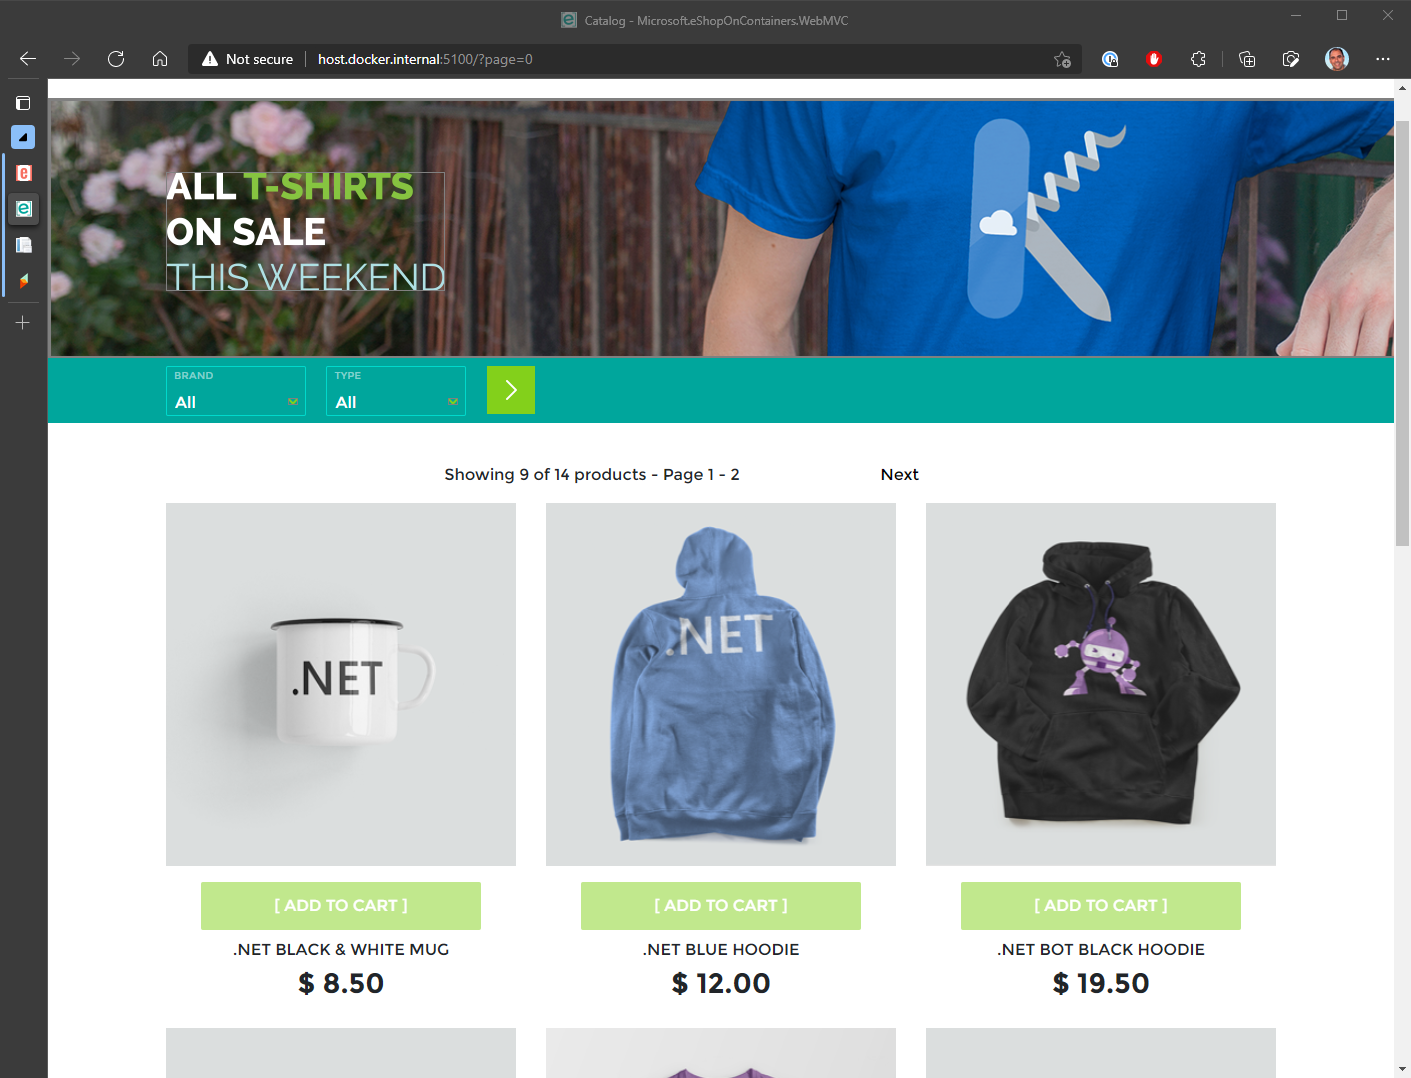 Catalog - Microsoft.eShopOnContainers.WebMVC
Not secure host.docker.internal:5100/?page=0
ALL T-SHIRTS
ON SALE
THIS WEEKEND
BRAND
All
TYPE
All
Showing 9 of 14 products - Page 1 - 2
Next
.NET
.NET
[ ADD TO CART ]
[ ADD TO CART ]
[ ADD TO CART ]
.NET BLACK & WHITE MUG
.NET BLUE HOODIE
.NET BOT BLACK HOODIE
$ 8.50
$ 12.00
$ 19.50